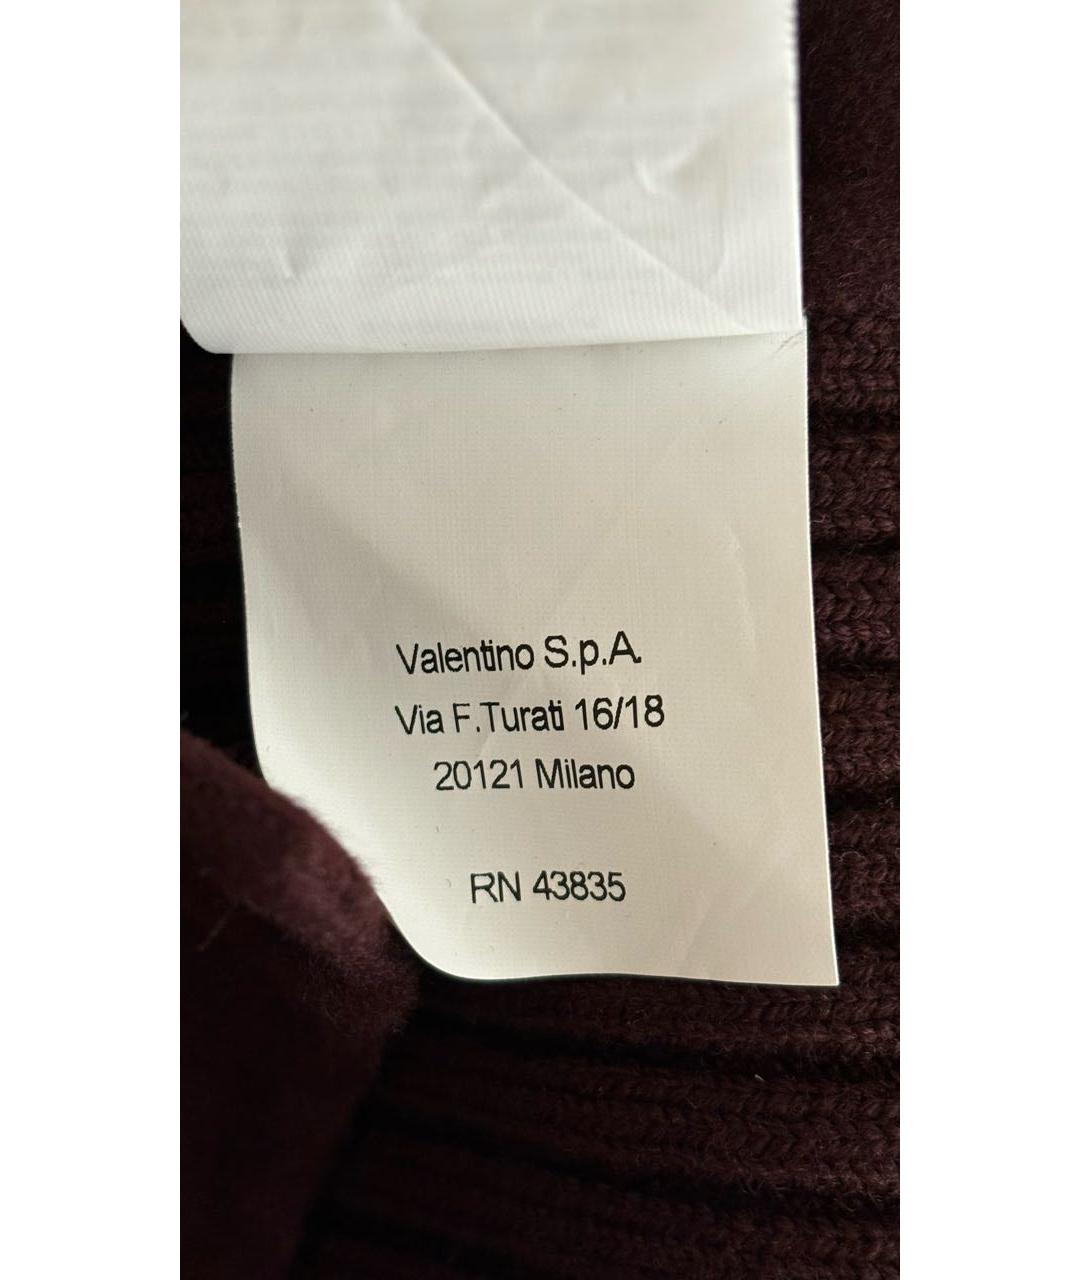 Valentino S.p.A.
Via F.Turati 16/18
20121 Milano
RN 43835